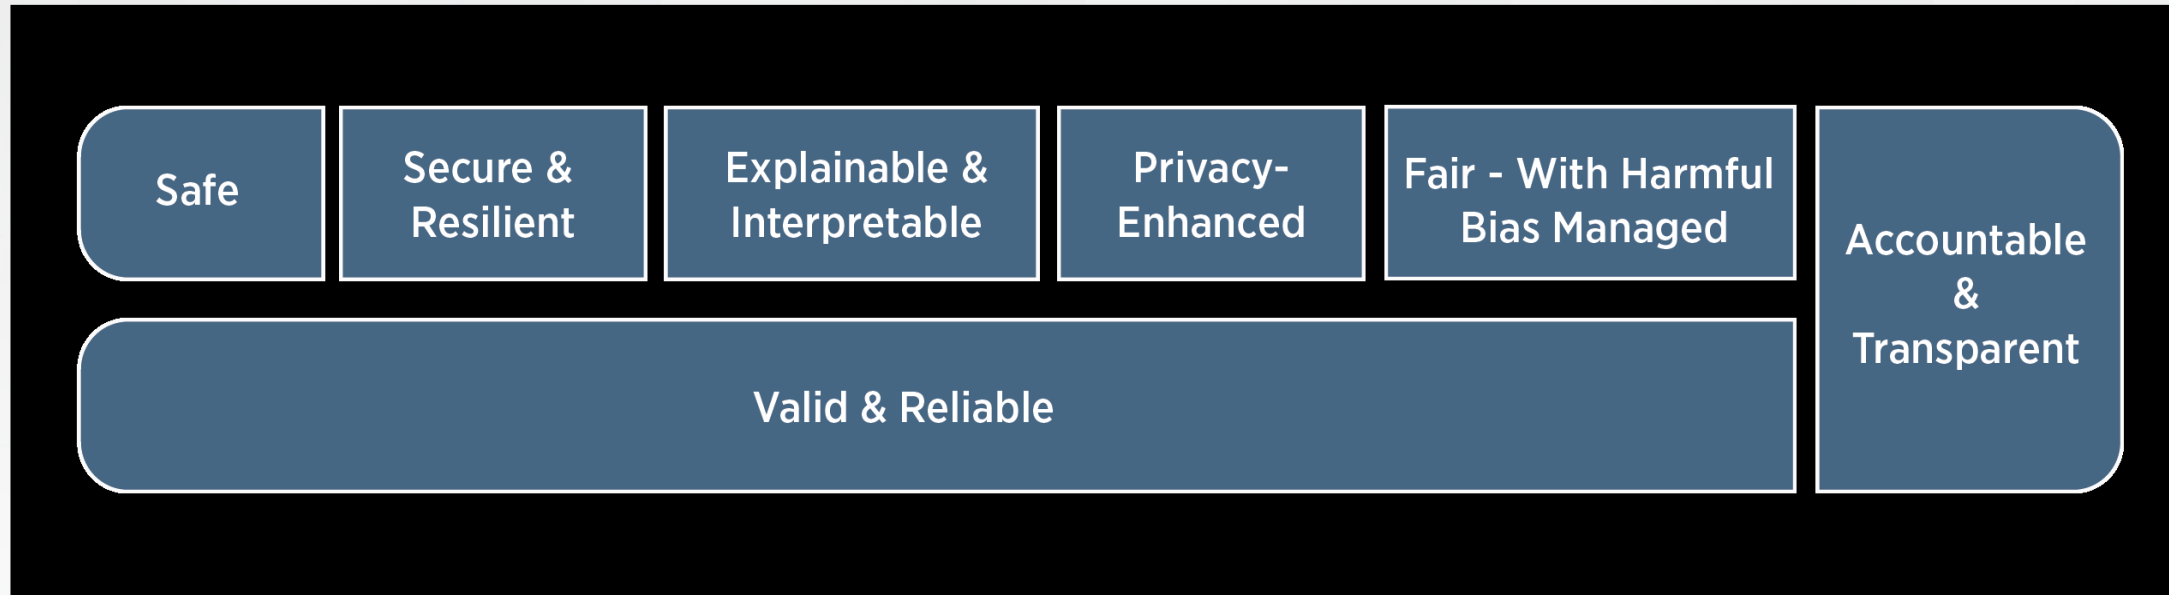 Safe
Secure &
Resilient
Explainable &
Interpretable
Privacy-
Enhanced
Fair - With Harmful
Bias Managed
Accountable
&
Transparent
Valid & Reliable